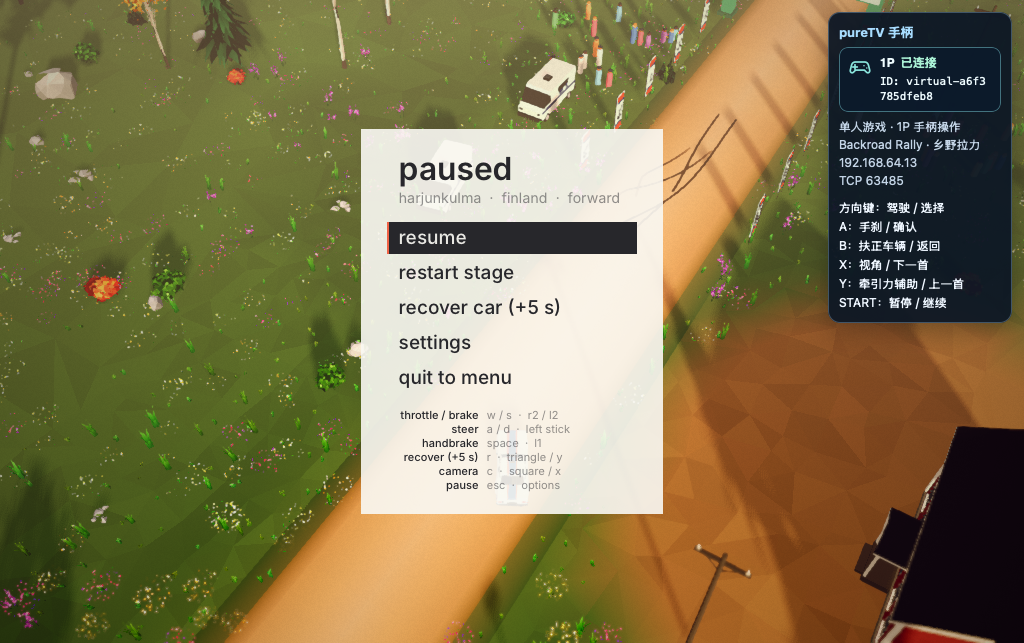 paused
harjunkulma · finland · forward
resume
restart stage
recover car (+5 s)
settings
quit to menu
throttle / brake w / s · r2 / l2
steer a / d · left stick
handbrake space · l1
recover (+5 s) r · triangle / y
camera c · square / x
pause esc · options
pureTV 手柄
1P 已连接
ID: virtual-a6f3
785dfeb8
单人游戏 · 1P 手柄操作
Backroad Rally · 乡野拉力
192.168.64.13
TCP 63485
方向键：驾驶 / 选择
A：手刹 / 确认
B：扶正车辆 / 返回
X：视角 / 下一首
Y：牵引力辅助 / 上一首
START：暂停 / 继续